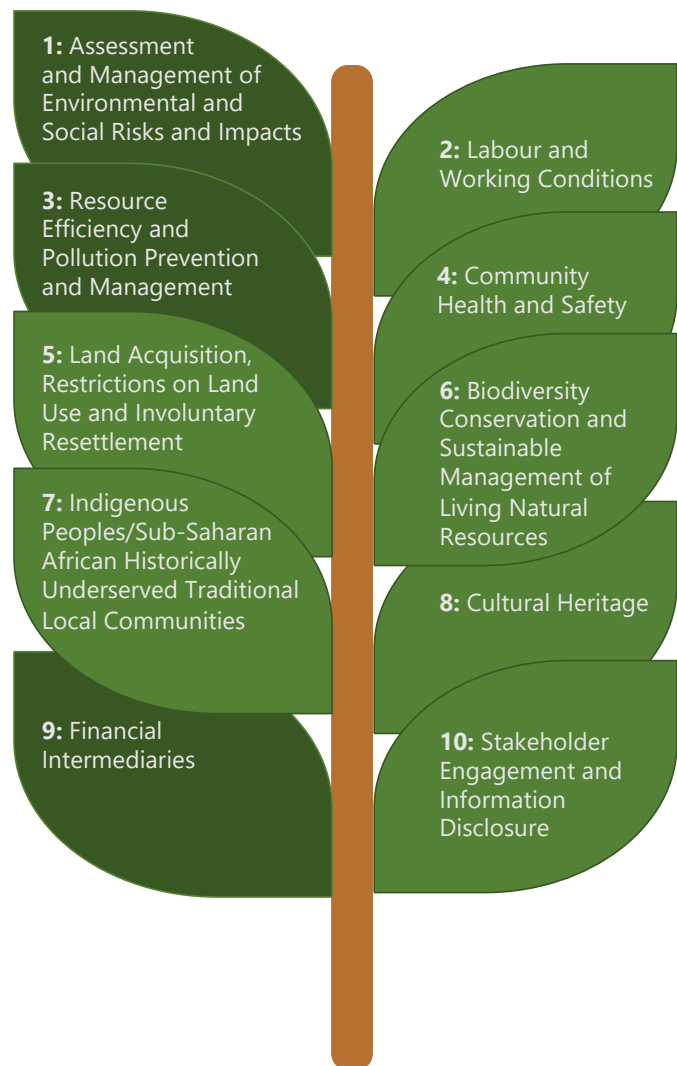 1: Assessment
and Management of
Environmental and
Social Risks and Impacts
2: Labour and
Working Conditions
3: Resource
Efficiency and
Pollution Prevention
and Management
4: Community
Health and Safety
5: Land Acquisition,
Restrictions on Land
Use and Involuntary
Resettlement
6: Biodiversity
Conservation and
Sustainable
Management of
Living Natural
Resources
7: Indigenous
Peoples/Sub-Saharan
African Historically
Underserved Traditional
Local Communities
8: Cultural Heritage
9: Financial
Intermediaries
10: Stakeholder
Engagement and
Information
Disclosure